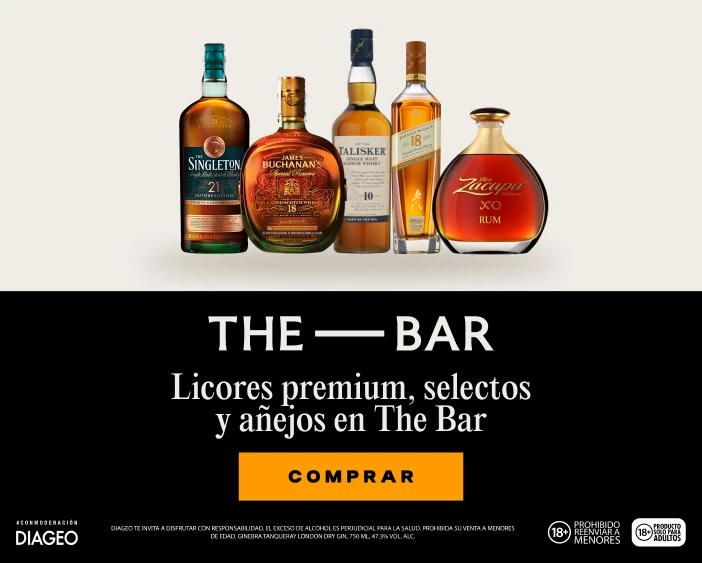 THE
SINGLETON
21
JAMES
BUCHANAN'S
Special Reserve
18
TALISKER
SINGLE MALT
SCOTCH WHISKY
10
18
Ron
Zacapa
XO
RUM
THE — BAR
Licores premium, selectos
y añejos en The Bar
COMPRAR
#CONMODERACIÓN
DIAGEO
DIAGEO TE INVITA A DISFRUTAR CON RESPONSABILIDAD. EL EXCESO DE ALCOHOL ES PERJUDICIAL PARA LA SALUD. PROHIBIDA SU VENTA A MENORES
DE EDAD. GINEBRA TANQUERAY LONDON DRY GIN, 750 ML, 47.3% VOL. ALC.
18+
PROHIBIDO
REENVIAR A
MENORES
18+
PRODUCTO
SOLO PARA
ADULTOS